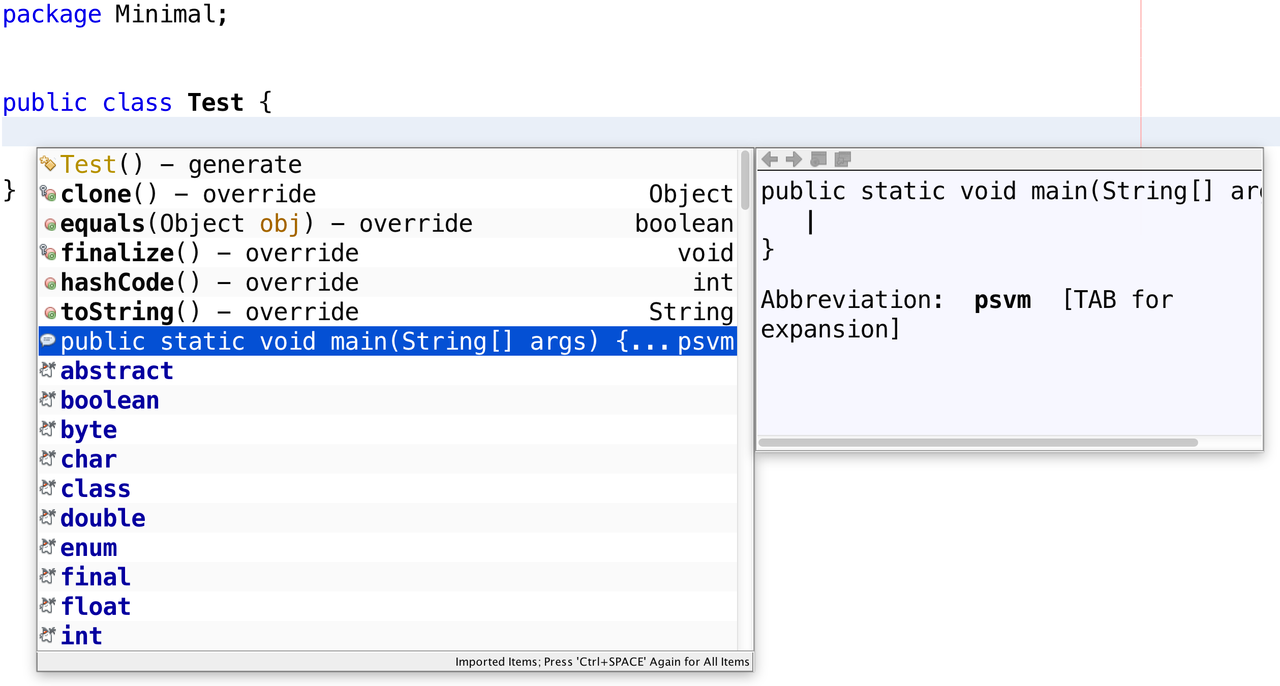 package Minimal;
public class Test {
}
Test() – generate
clone() – override Object
equals(Object obj) – override boolean
finalize() – override void
hashCode() – override int
toString() – override String
public static void main(String[] args) {... psvm
abstract
boolean
byte
char
class
double
enum
final
float
int
Imported Items; Press 'Ctrl+SPACE' Again for All Items
public static void main(String[] ar
}
Abbreviation: psvm [TAB for
expansion]